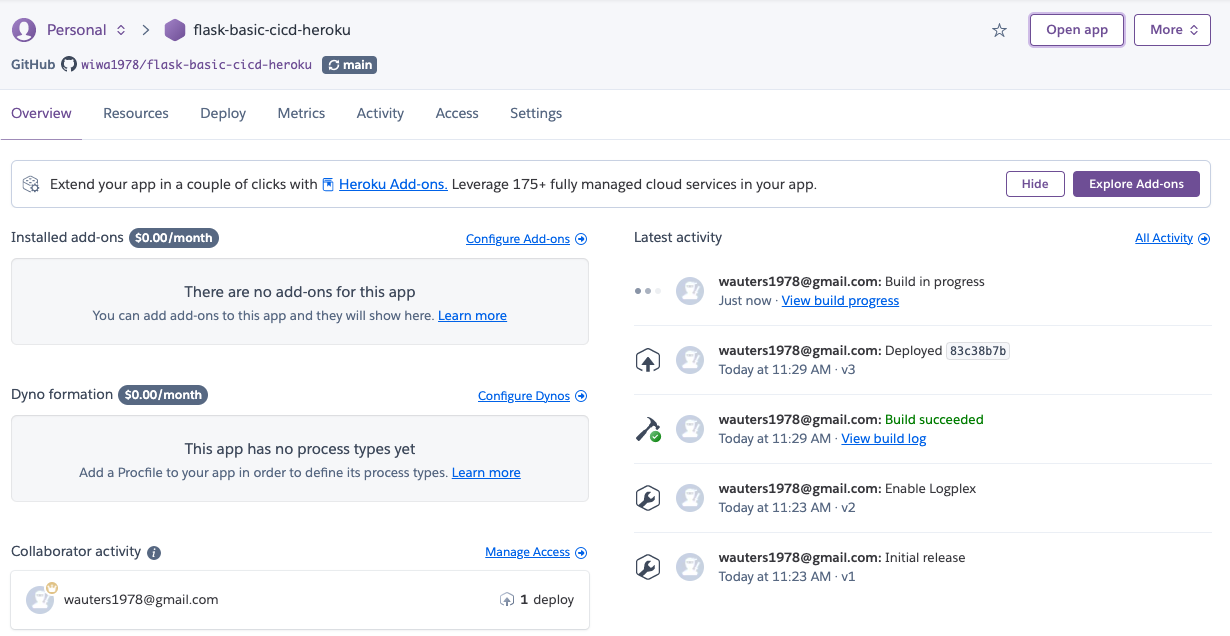 Personal flask-basic-cicd-heroku Open app More
GitHub wiwa1978/flask-basic-cicd-heroku main
Overview Resources Deploy Metrics Activity Access Settings
Extend your app in a couple of clicks with Heroku Add-ons. Leverage 175+ fully managed cloud services in your app. Hide Explore Add-ons
Installed add-ons $0.00/month Configure Add-ons
There are no add-ons for this app
You can add add-ons to this app and they will show here. Learn more
Dyno formation $0.00/month Configure Dynos
This app has no process types yet
Add a Procfile to your app in order to define its process types. Learn more
Collaborator activity Manage Access
wauters1978@gmail.com 1 deploy
Latest activity All Activity
wauters1978@gmail.com: Build in progress
Just now · View build progress
wauters1978@gmail.com: Deployed 83c38b7b
Today at 11:29 AM · v3
wauters1978@gmail.com: Build succeeded
Today at 11:29 AM · View build log
wauters1978@gmail.com: Enable Logplex
Today at 11:23 AM · v2
wauters1978@gmail.com: Initial release
Today at 11:23 AM · v1